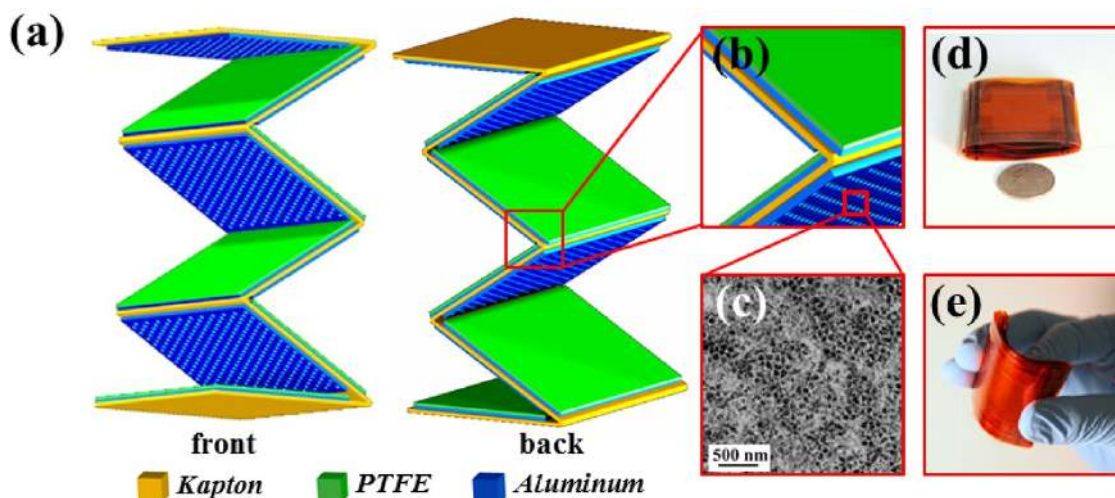 (a)
(b)
(d)
(c)
(e)
500 nm
front
back
Kapton
PTFE
Aluminum